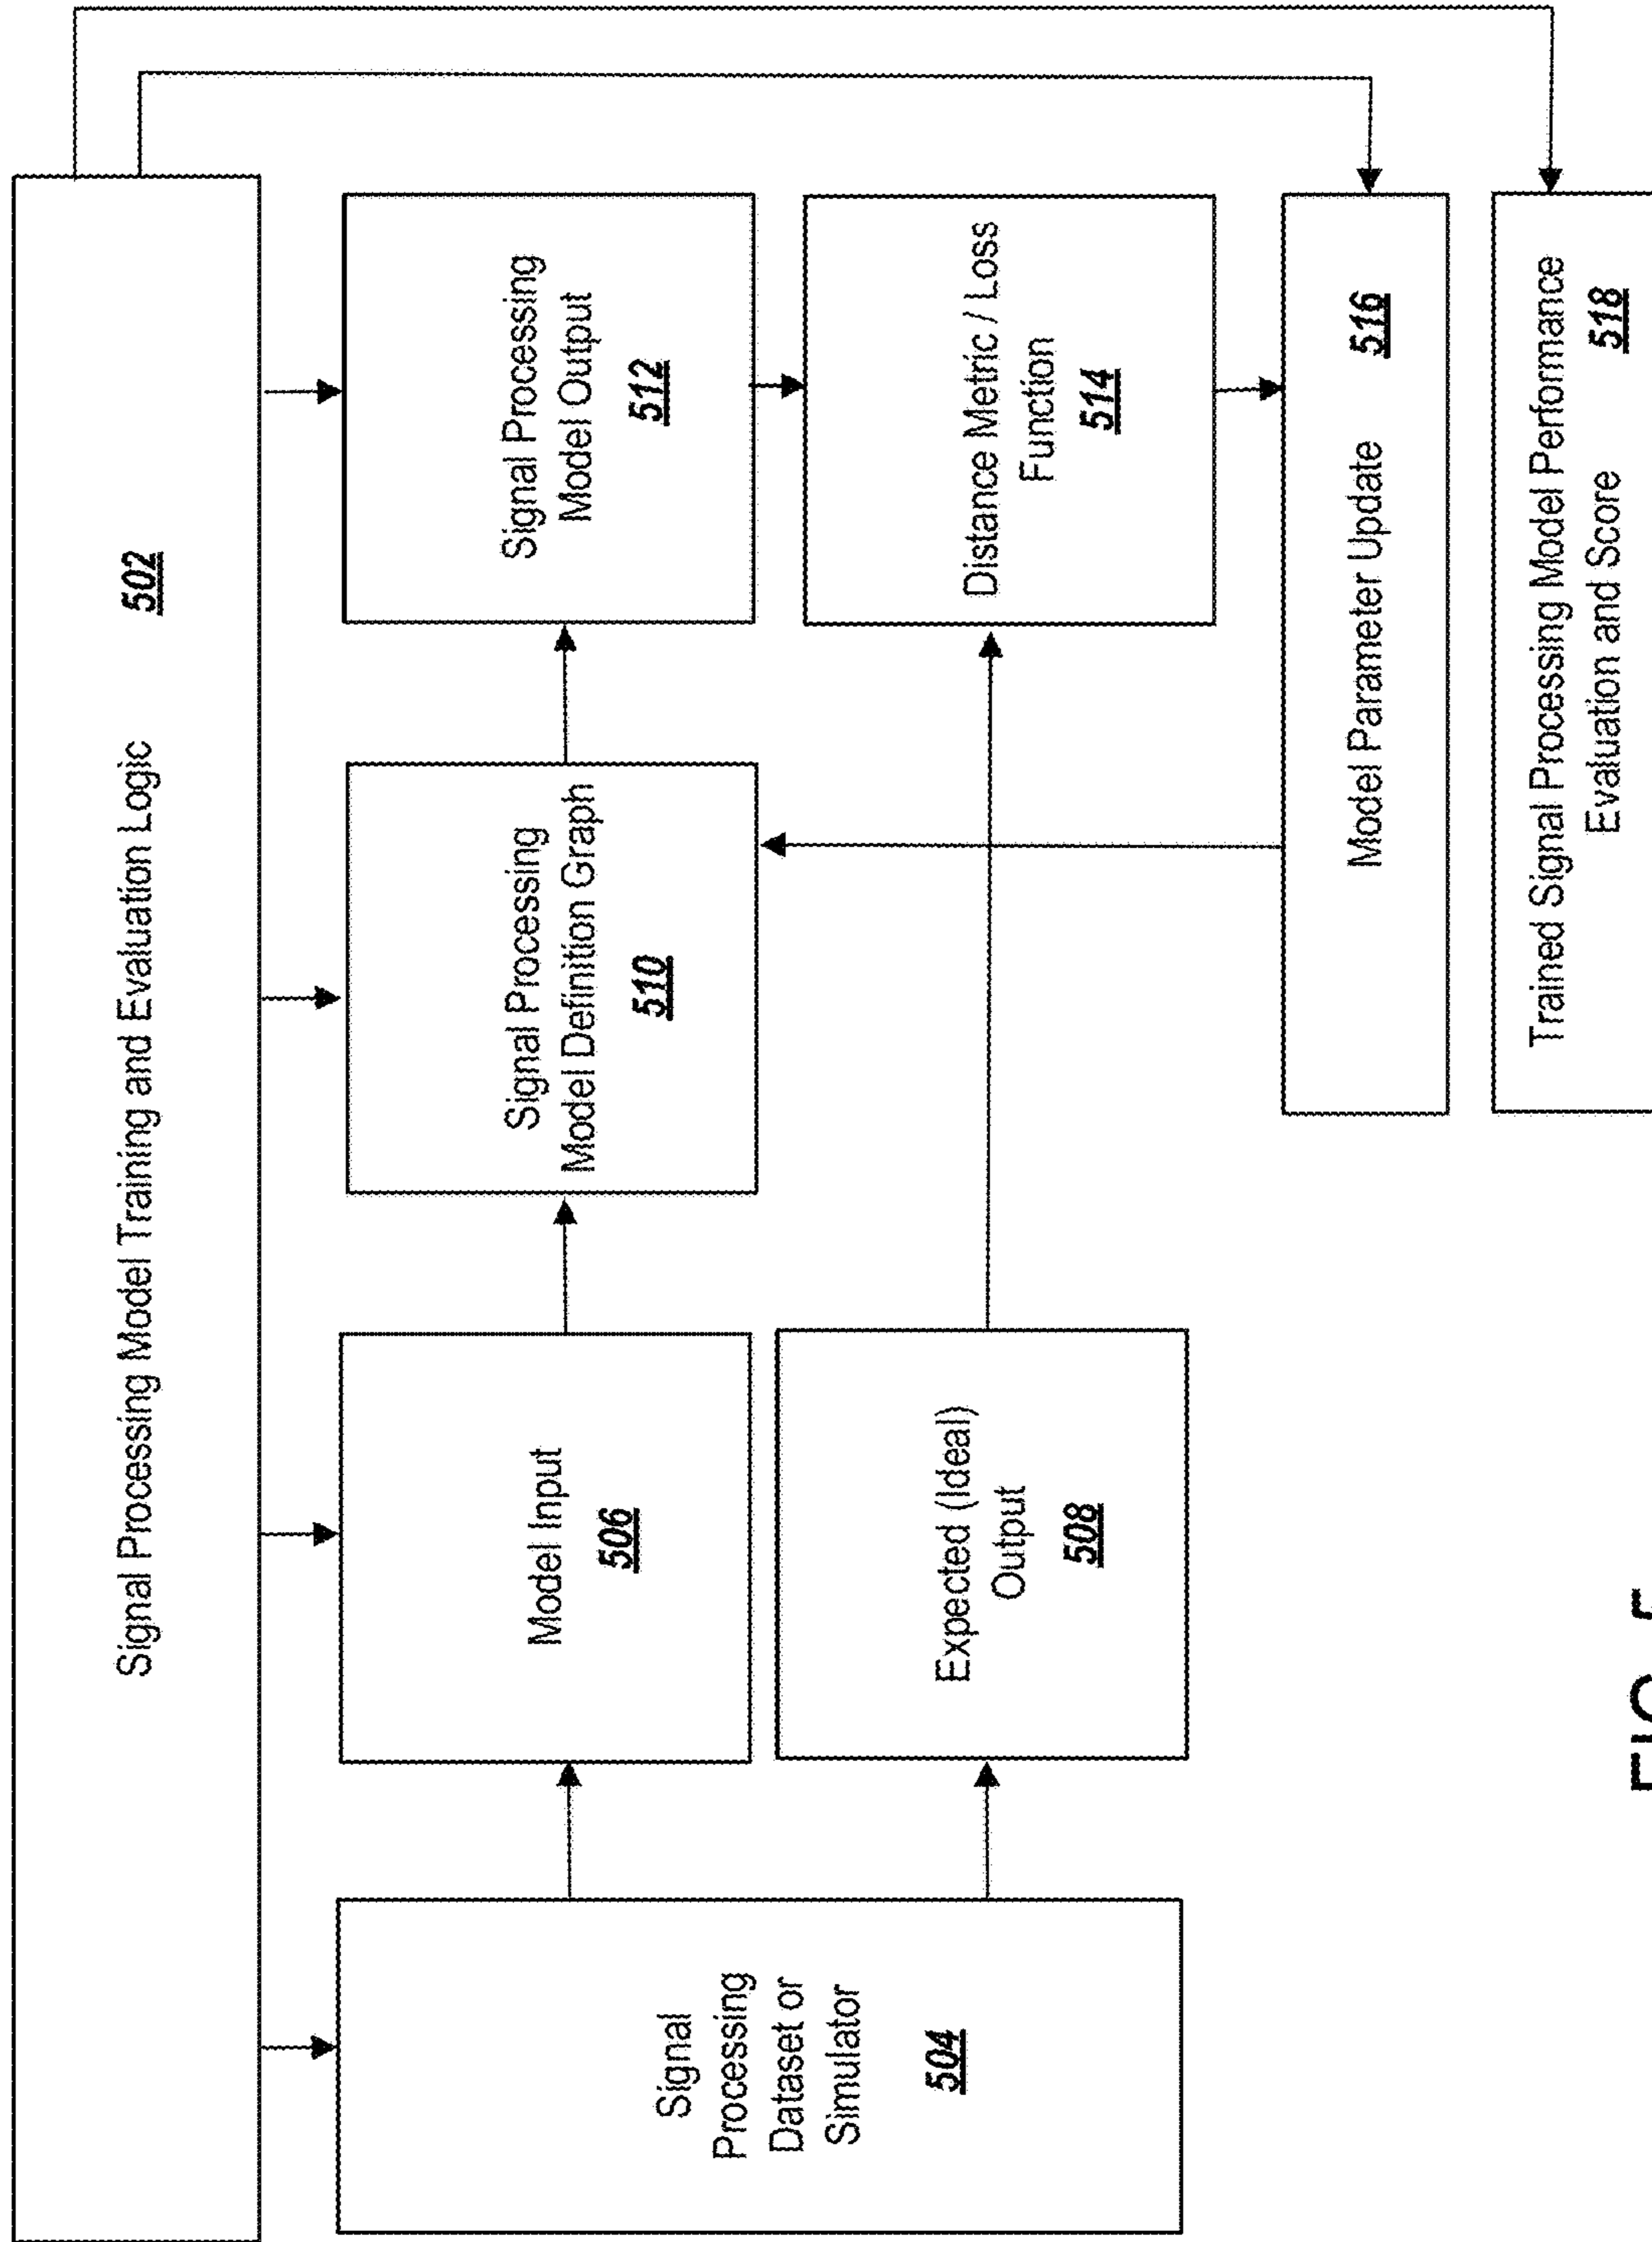 Signal Processing Model Training and Evaluation Logic 502
Signal
Processing
Dataset or
Simulator
504
Model Input
506
Expected (Ideal)
Output
508
Signal Processing
Model Definition Graph
510
Signal Processing
Model Output
512
Distance Metric / Loss
Function
514
Model Parameter Update 516
Trained Signal Processing Model Performance
Evaluation and Score 518